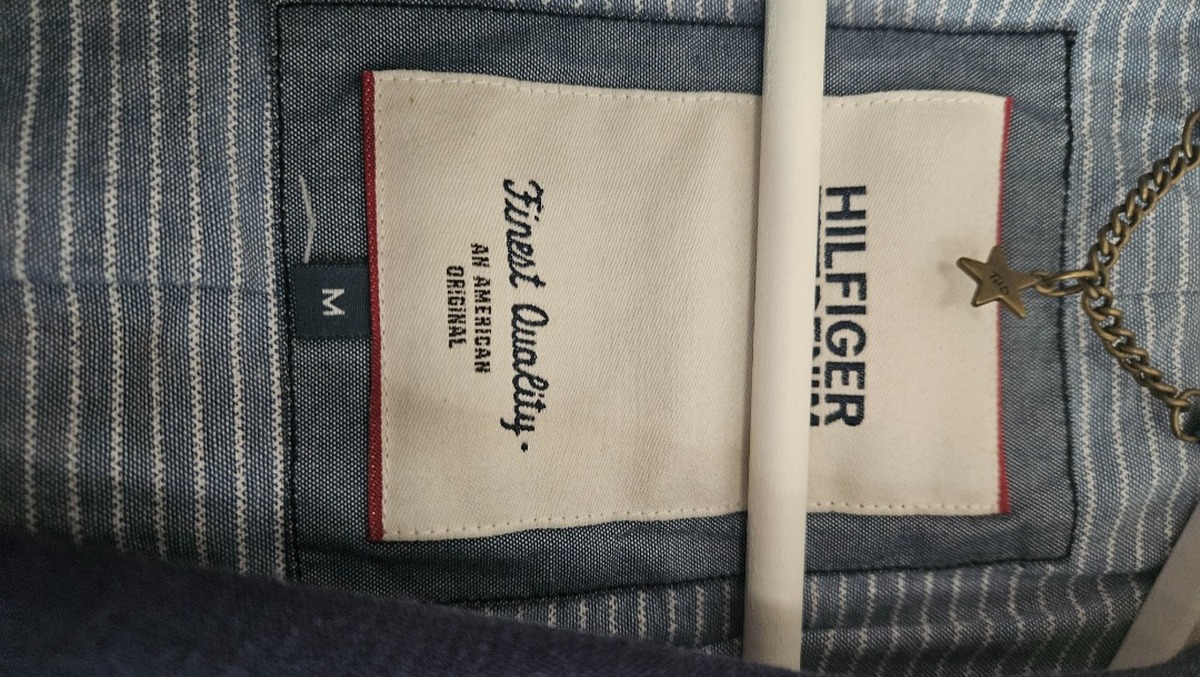 HILFIGER
Finest Quality.
AN AMERICAN
ORIGINAL
M